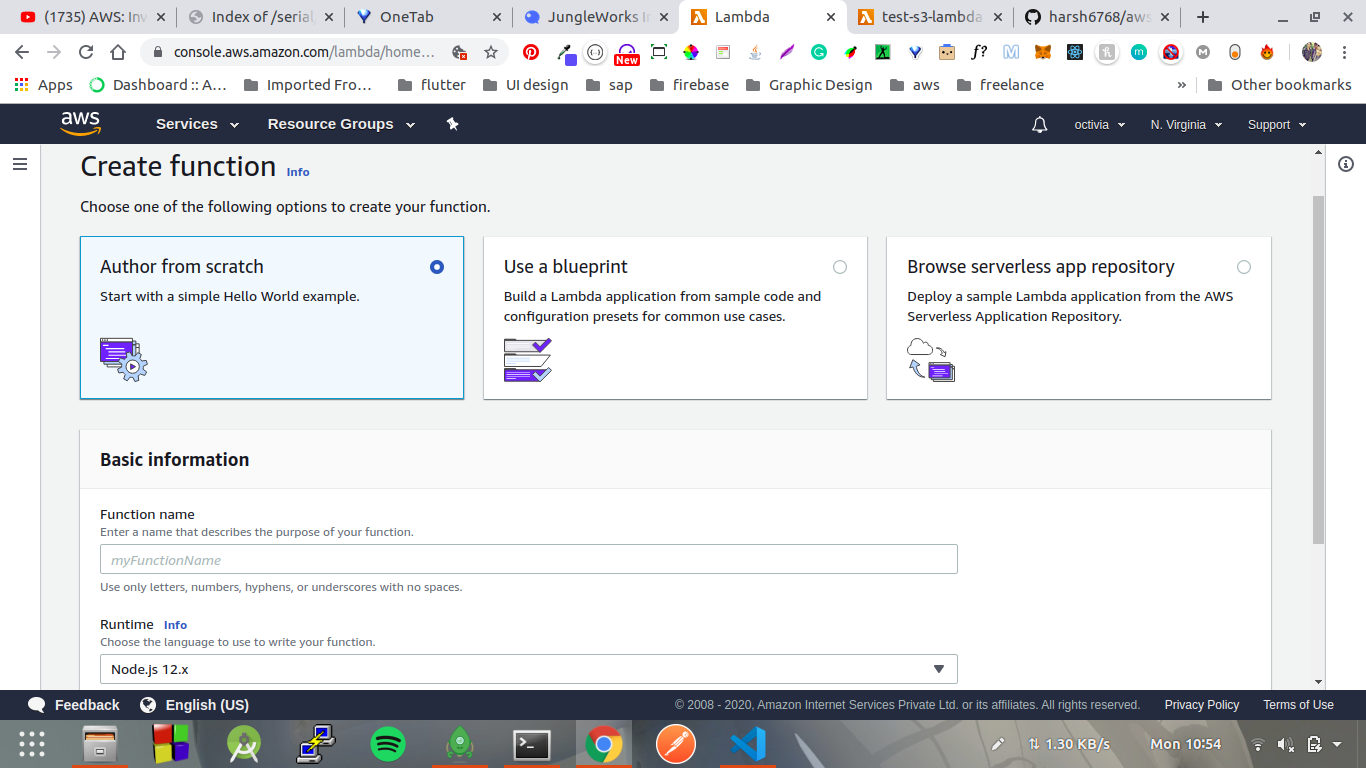 (1735) AWS: Inv
Index of /serial,
OneTab
JungleWorks In
Lambda
test-s3-lambda
harsh6768/aws
console.aws.amazon.com/lambda/home...
New
Apps
Dashboard :: A...
Imported Fro...
flutter
UI design
sap
firebase
Graphic Design
aws
freelance
»
Other bookmarks
aws
Services
Resource Groups
octivia
N. Virginia
Support
Create function Info
Choose one of the following options to create your function.
Author from scratch
Start with a simple Hello World example.
Use a blueprint
Build a Lambda application from sample code and
configuration presets for common use cases.
Browse serverless app repository
Deploy a sample Lambda application from the AWS
Serverless Application Repository.
Basic information
Function name
Enter a name that describes the purpose of your function.
myFunctionName
Use only letters, numbers, hyphens, or underscores with no spaces.
Runtime Info
Choose the language to use to write your function.
Node.js 12.x
Feedback
English (US)
© 2008 - 2020, Amazon Internet Services Private Ltd. or its affiliates. All rights reserved.
Privacy Policy
Terms of Use
1.30 KB/s
Mon 10:54